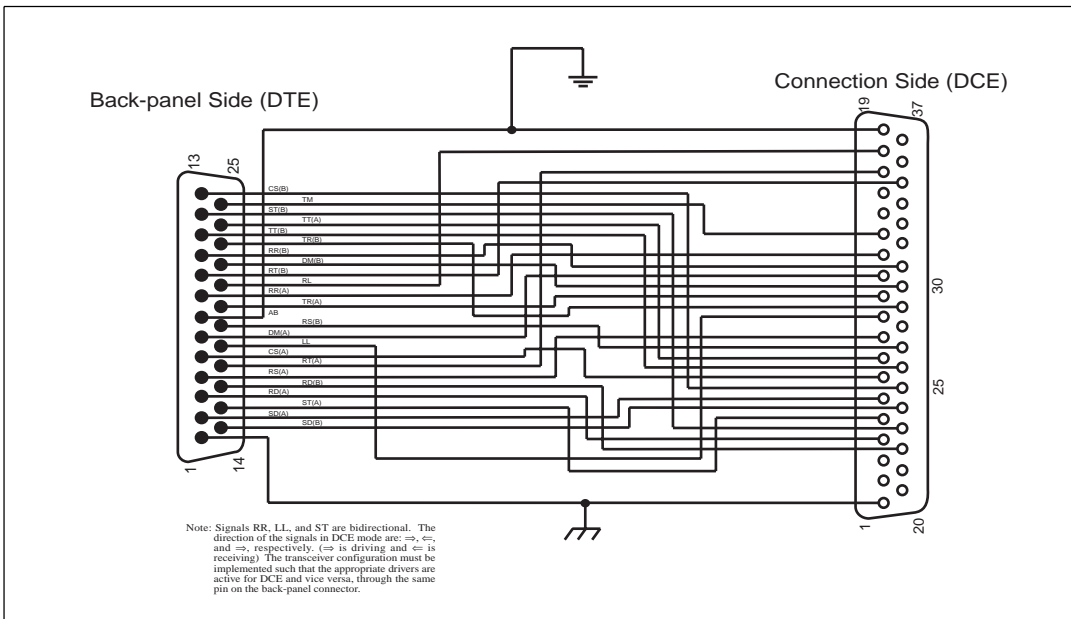 Back-panel Side (DTE)
Connection Side (DCE)
19
37
13
25
CS(B)
TM
ST(B)
TT(A)
TT(B)
TR(B)
RR(B)
DM(B)
RT(B)
RL
RR(A)
TR(A)
AB
RS(B)
DM(A)
LL
CS(A)
RT(A)
RS(A)
RD(B)
RD(A)
ST(A)
SD(A)
SD(B)
30
25
1
14
1
20
Note: Signals RR, LL, and ST are bidirectional. The
direction of the signals in DCE mode are: ⇒, ⇐,
and ⇒, respectively. (⇒ is driving and ⇐ is
receiving) The transceiver configuration must be
implemented such that the appropriate drivers are
active for DCE and vice versa, through the same
pin on the back-panel connector.